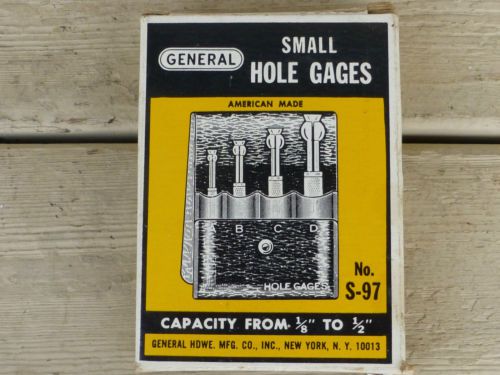 GENERAL
SMALL
HOLE GAGES
AMERICAN MADE
A B C D
HOLE GAGES
No.
S-97
CAPACITY FROM 1/8" TO 1/2"
GENERAL HDWE. MFG. CO., INC., NEW YORK, N. Y. 10013